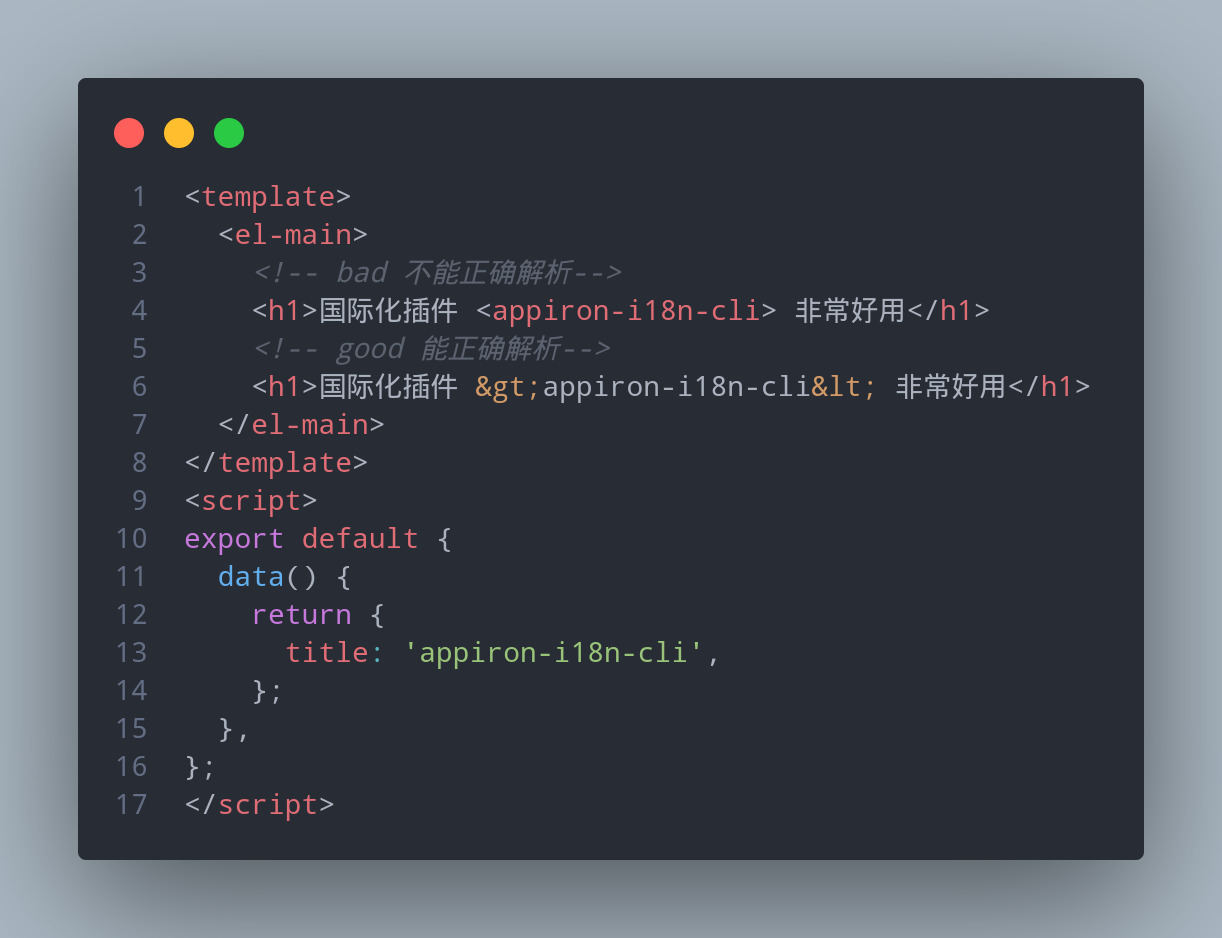 1 <template>
2   <el-main>
3     <!-- bad 不能正确解析-->
4     <h1>国际化插件 <appiron-i18n-cli> 非常好用</h1>
5     <!-- good 能正确解析-->
6     <h1>国际化插件 &gt;appiron-i18n-cli&lt; 非常好用</h1>
7   </el-main>
8 </template>
9 <script>
10 export default {
11   data() {
12     return {
13       title: 'appiron-i18n-cli',
14     };
15   },
16 };
17 </script>